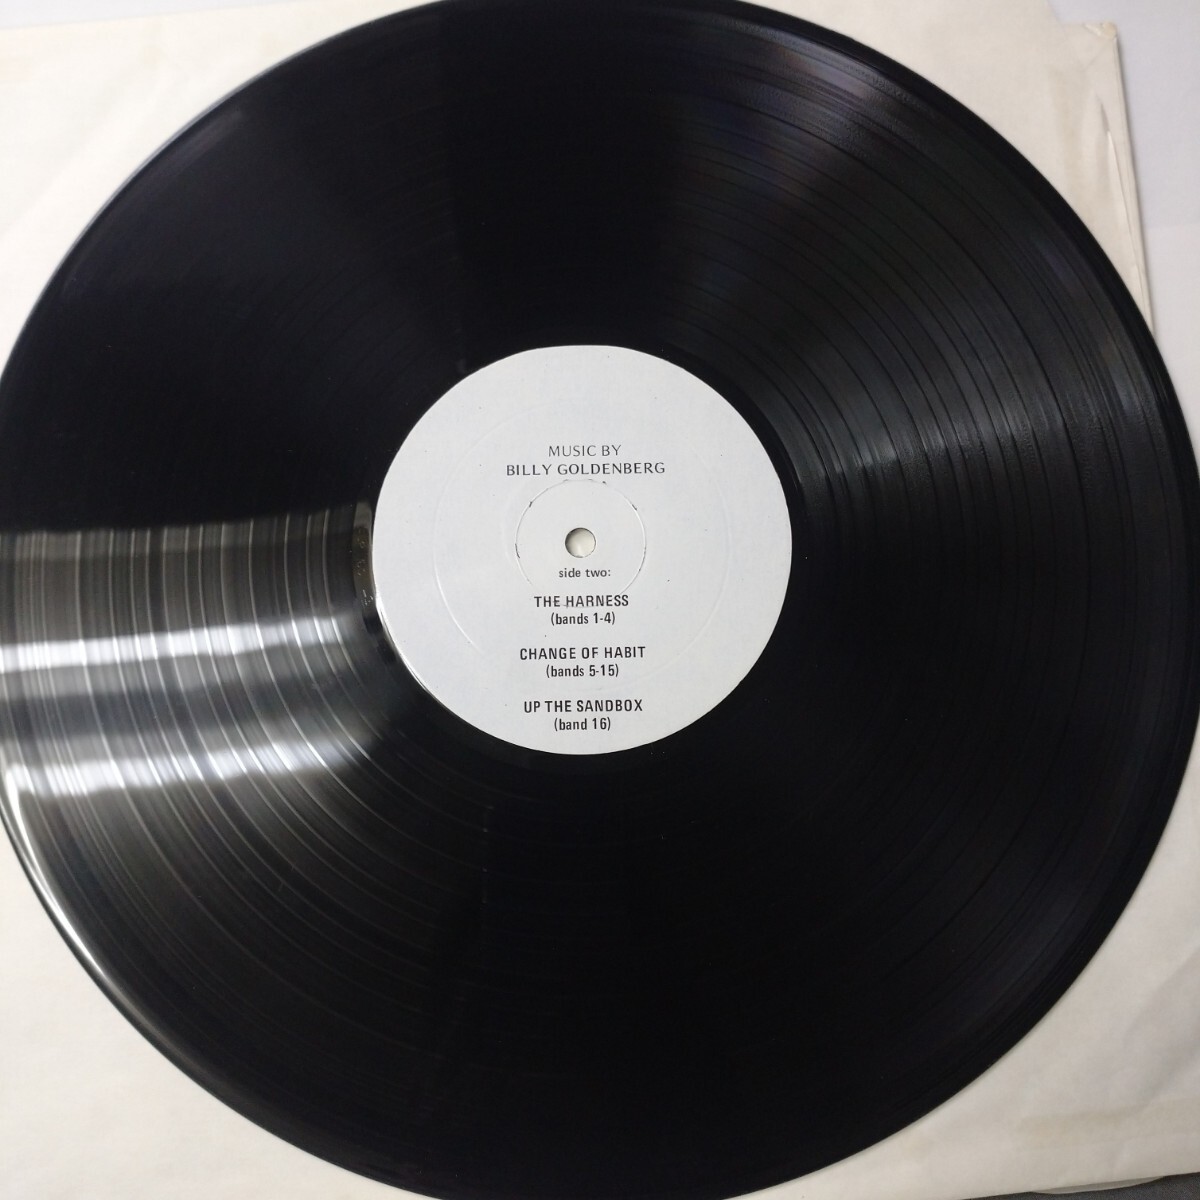 MUSIC BY
BILLY GOLDENBERG
side two:
THE HARNESS
(bands 1-4)
CHANGE OF HABIT
(bands 5-15)
UP THE SANDBOX
(band 16)